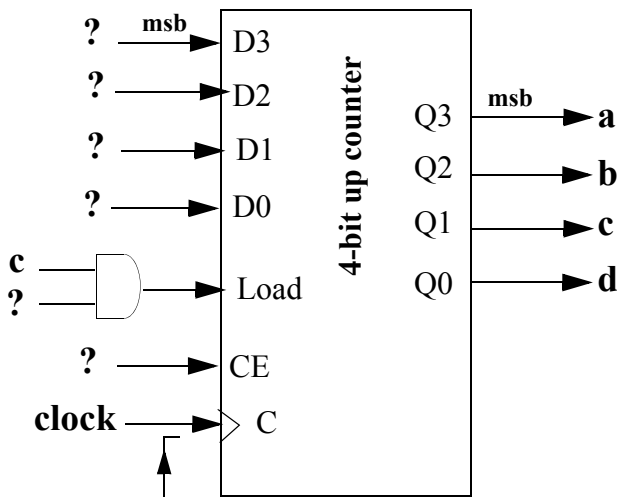 ? msb D3
? D2
? D1
? D0
c
? Load
? CE
clock C
4-bit up counter
Q3 msb a
Q2 b
Q1 c
Q0 d